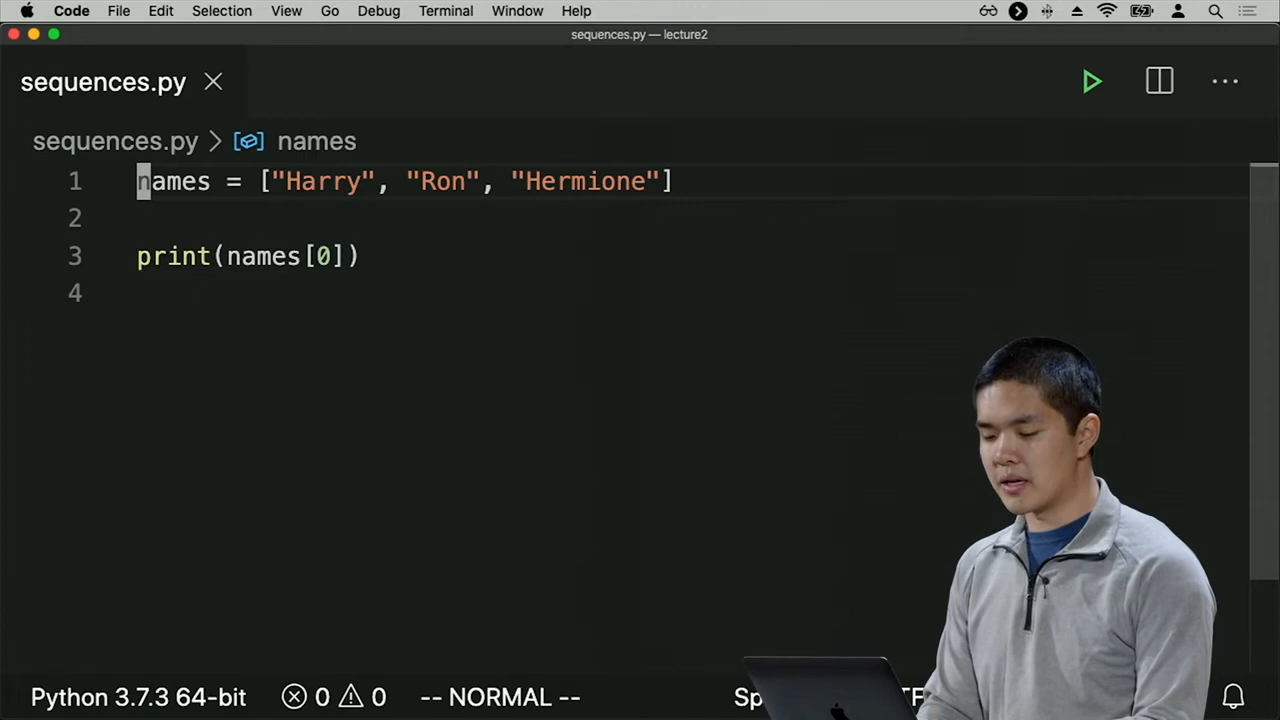 Code File Edit Selection View Go Debug Terminal Window Help
sequences.py — lecture2
sequences.py
sequences.py > names
1 names = ["Harry", "Ron", "Hermione"]
2
3 print(names[0])
4
Python 3.7.3 64-bit 0 0 -- NORMAL --